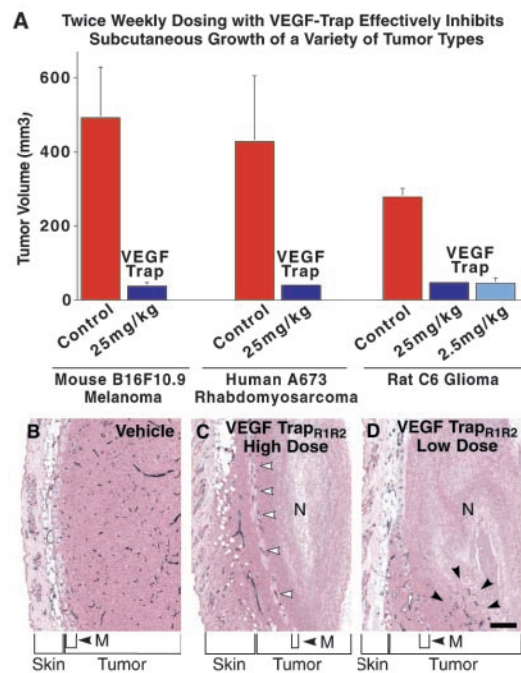 A
Twice Weekly Dosing with VEGF-Trap Effectively Inhibits
Subcutaneous Growth of a Variety of Tumor Types
Tumor Volume (mm3)
600
400
200
0
VEGF
Trap
VEGF
Trap
VEGF
Trap
Control
25mg/kg
Control
25mg/kg
Control
25mg/kg
2.5mg/kg
Mouse B16F10.9
Melanoma
Human A673
Rhabdomyosarcoma
Rat C6 Glioma
B
Vehicle
C
VEGF TrapR1R2
High Dose
N
D
VEGF TrapR1R2
Low Dose
N
M
Skin
Tumor
M
Skin
Tumor
M
Skin
Tumor